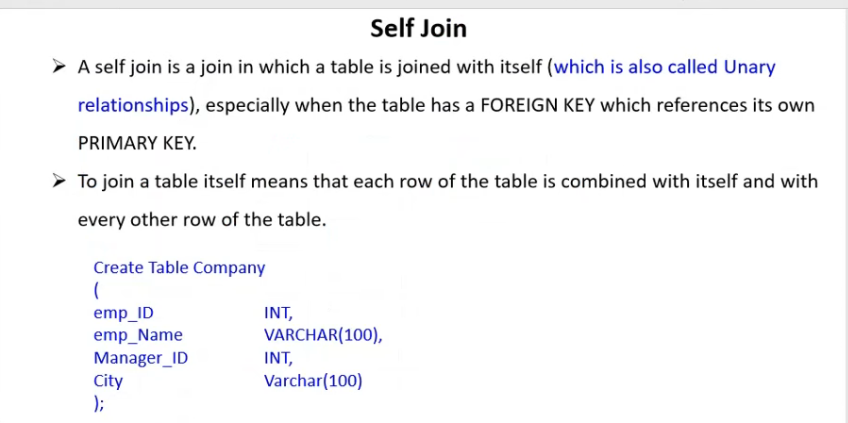 Self Join
➢ A self join is a join in which a table is joined with itself (which is also called Unary
relationships), especially when the table has a FOREIGN KEY which references its own
PRIMARY KEY.
➢ To join a table itself means that each row of the table is combined with itself and with
every other row of the table.
Create Table Company
(
emp_ID INT,
emp_Name VARCHAR(100),
Manager_ID INT,
City Varchar(100)
);